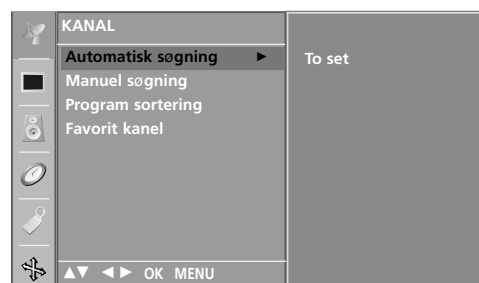 KANAL
Automatisk søgning ► To set
Manuel søgning
Program sortering
Favorit kanel
▲▼ ◄► OK MENU